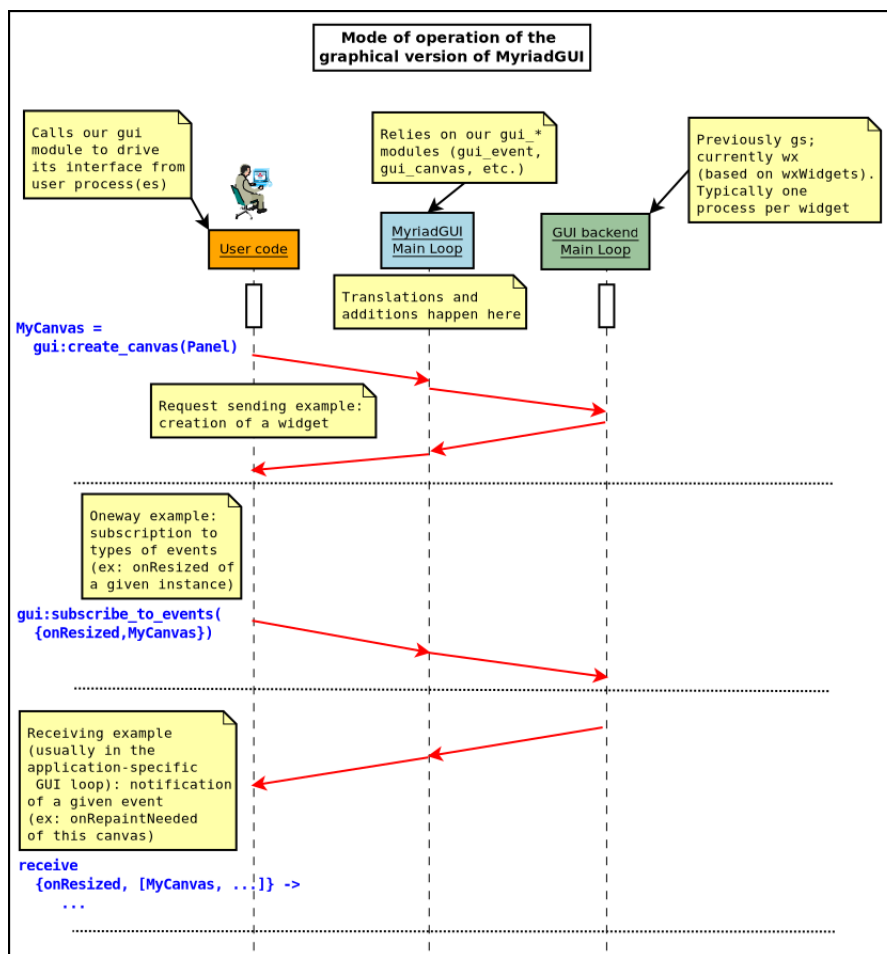 Mode of operation of the
graphical version of MyriadGUI
Calls our gui
module to drive
its interface from
user process(es)
Relies on our gui_*
modules (gui_event,
gui_canvas, etc.)
Previously gs;
currently wx
(based on wxWidgets).
Typically one
process per widget
User code
MyriadGUI
Main Loop
GUI backend
Main Loop
Translations and
additions happen here
MyCanvas =
gui:create_canvas(Panel)
Request sending example:
creation of a widget
Oneway example:
subscription to
types of events
(ex: onResized of
a given instance)
gui:subscribe_to_events(
{onResized,MyCanvas})
Receiving example
(usually in the
application-specific
GUI loop): notification
of a given event
(ex: onRepaintNeeded
of this canvas)
receive
{onResized, [MyCanvas, ...]} ->
...